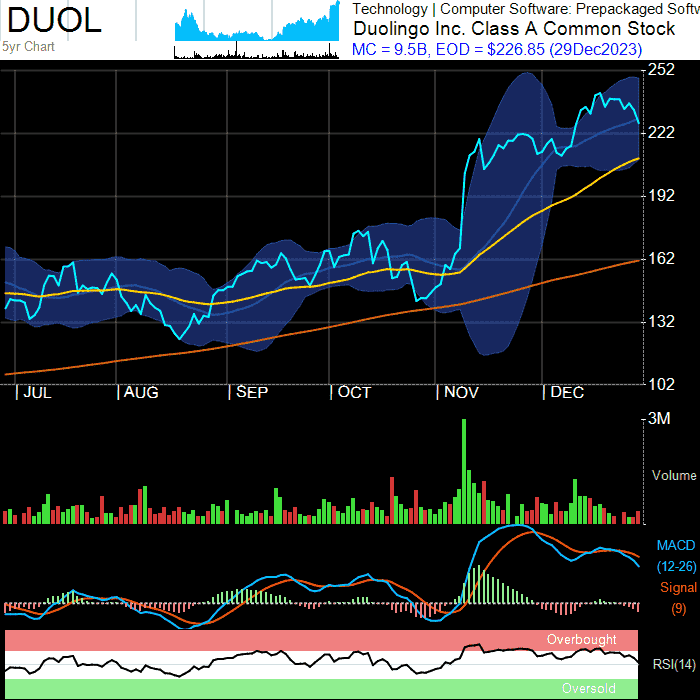 DUOL
5yr Chart
Technology | Computer Software: Prepackaged Softw
Duolingo Inc. Class A Common Stock
MC = 9.5B, EOD = $226.85 (29Dec2023)
252
222
192
162
132
102
| JUL | AUG | SEP | OCT | NOV | DEC
3M
Volume
MACD
(12-26)
Signal
(9)
Overbought
RSI(14)
Oversold